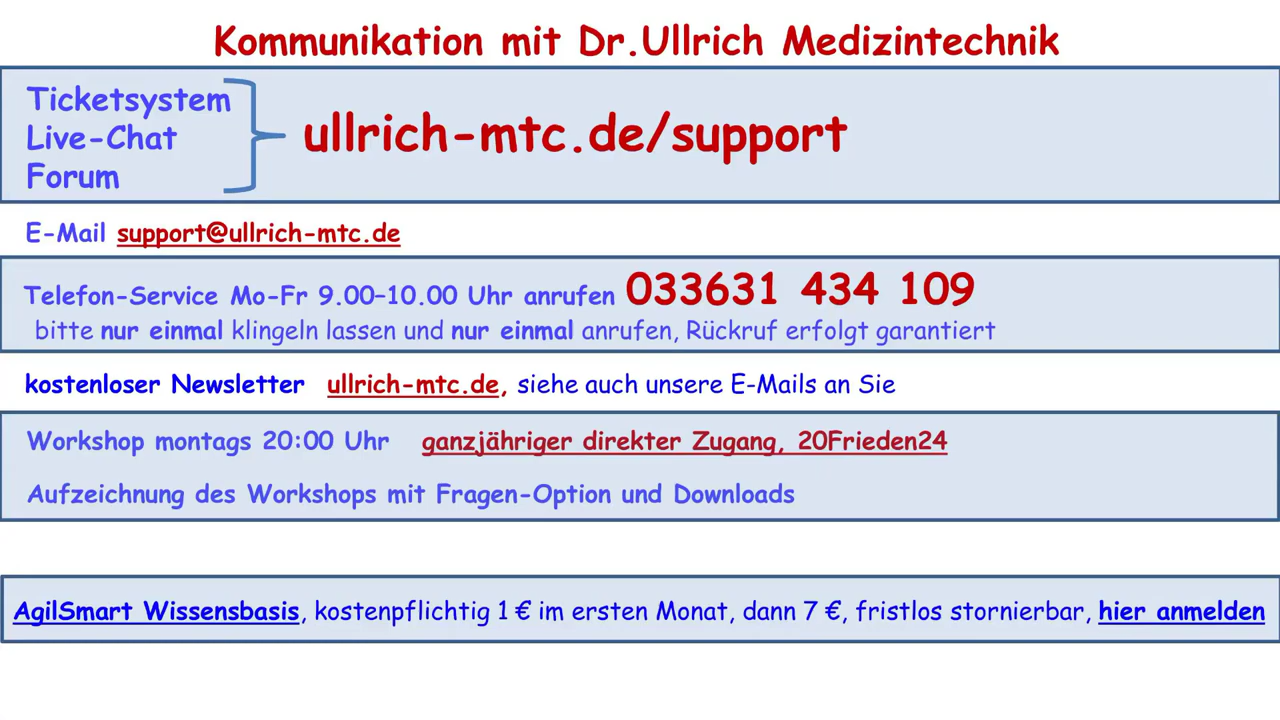 Kommunikation mit Dr.Ullrich Medizintechnik
Ticketsystem
Live-Chat
Forum
ullrich-mtc.de/support
E-Mail support@ullrich-mtc.de
Telefon-Service Mo-Fr 9.00–10.00 Uhr anrufen 033631 434 109
bitte nur einmal klingeln lassen und nur einmal anrufen, Rückruf erfolgt garantiert
kostenloser Newsletter ullrich-mtc.de, siehe auch unsere E-Mails an Sie
Workshop montags 20:00 Uhr ganzjähriger direkter Zugang, 20Frieden24
Aufzeichnung des Workshops mit Fragen-Option und Downloads
AgilSmart Wissensbasis, kostenpflichtig 1 € im ersten Monat, dann 7 €, fristlos stornierbar, hier anmelden